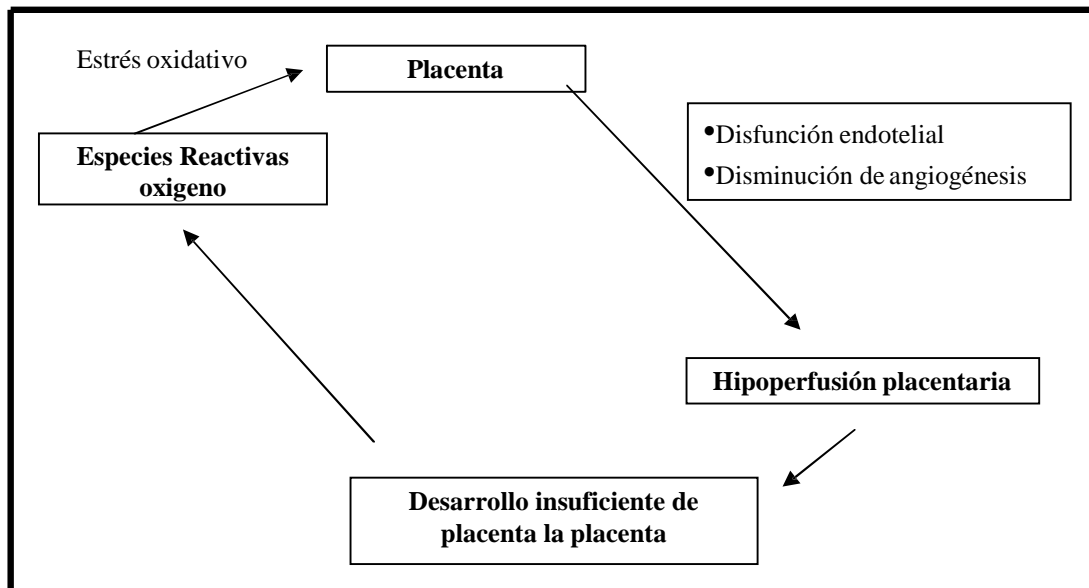 Estrés oxidativo
Placenta
•Disfunción endotelial
•Disminución de angiogénesis
Especies Reactivas
oxigeno
Hipoperfusión placentaria
Desarrollo insuficiente de
placenta la placenta